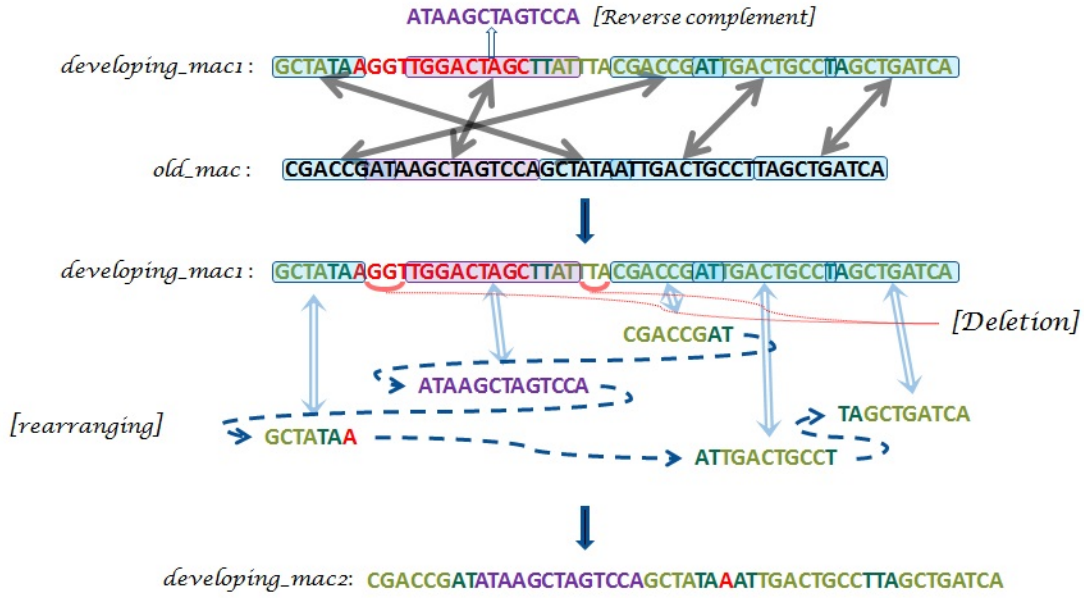 ATAAGCTAGTCCA [Reverse complement]
developing_mac1: GCTATAAGGTTGGACTAGCTTATTTACGACCGATTGACTGCCTAGCTGATCA
old_mac: CGACCGATAAGCTAGTCCAGCTATAATTGACTGCCTTAGCTGATCA
developing_mac1: GCTATAAGGTTGGACTAGCTTATTTACGACCGATTGACTGCCTAGCTGATCA
[Deletion]
CGACCGAT
ATAAGCTAGTCCA
TAGCTGATCA
[rearranging]
GCTATAA
ATTGACTGCCT
developing_mac2: CGACCGATATAAGCTAGTCCAGCTATAAATTGACTGCCTTAGCTGATCA